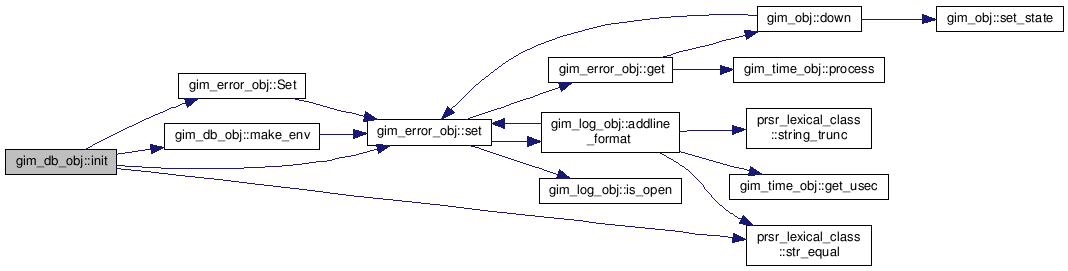 gim_db_obj::init
gim_error_obj::Set
gim_db_obj::make_env
gim_error_obj::set
gim_error_obj::get
gim_log_obj::addline
_format
gim_log_obj::is_open
gim_obj::down
gim_time_obj::process
prsr_lexical_class
::string_trunc
gim_time_obj::get_usec
prsr_lexical_class
::str_equal
gim_obj::set_state